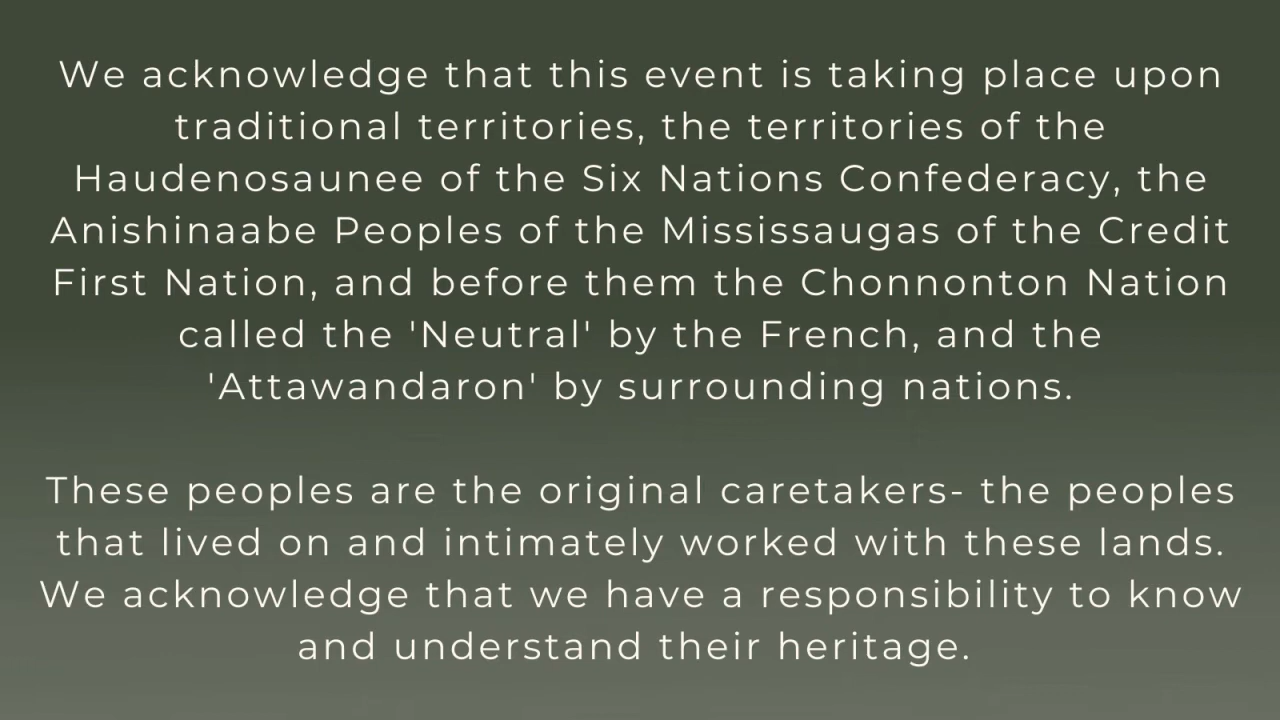 We acknowledge that this event is taking place upon
traditional territories, the territories of the
Haudenosaunee of the Six Nations Confederacy, the
Anishinaabe Peoples of the Mississaugas of the Credit
First Nation, and before them the Chonnonton Nation
called the 'Neutral' by the French, and the
'Attawandaron' by surrounding nations.
These peoples are the original caretakers- the peoples
that lived on and intimately worked with these lands.
We acknowledge that we have a responsibility to know
and understand their heritage.